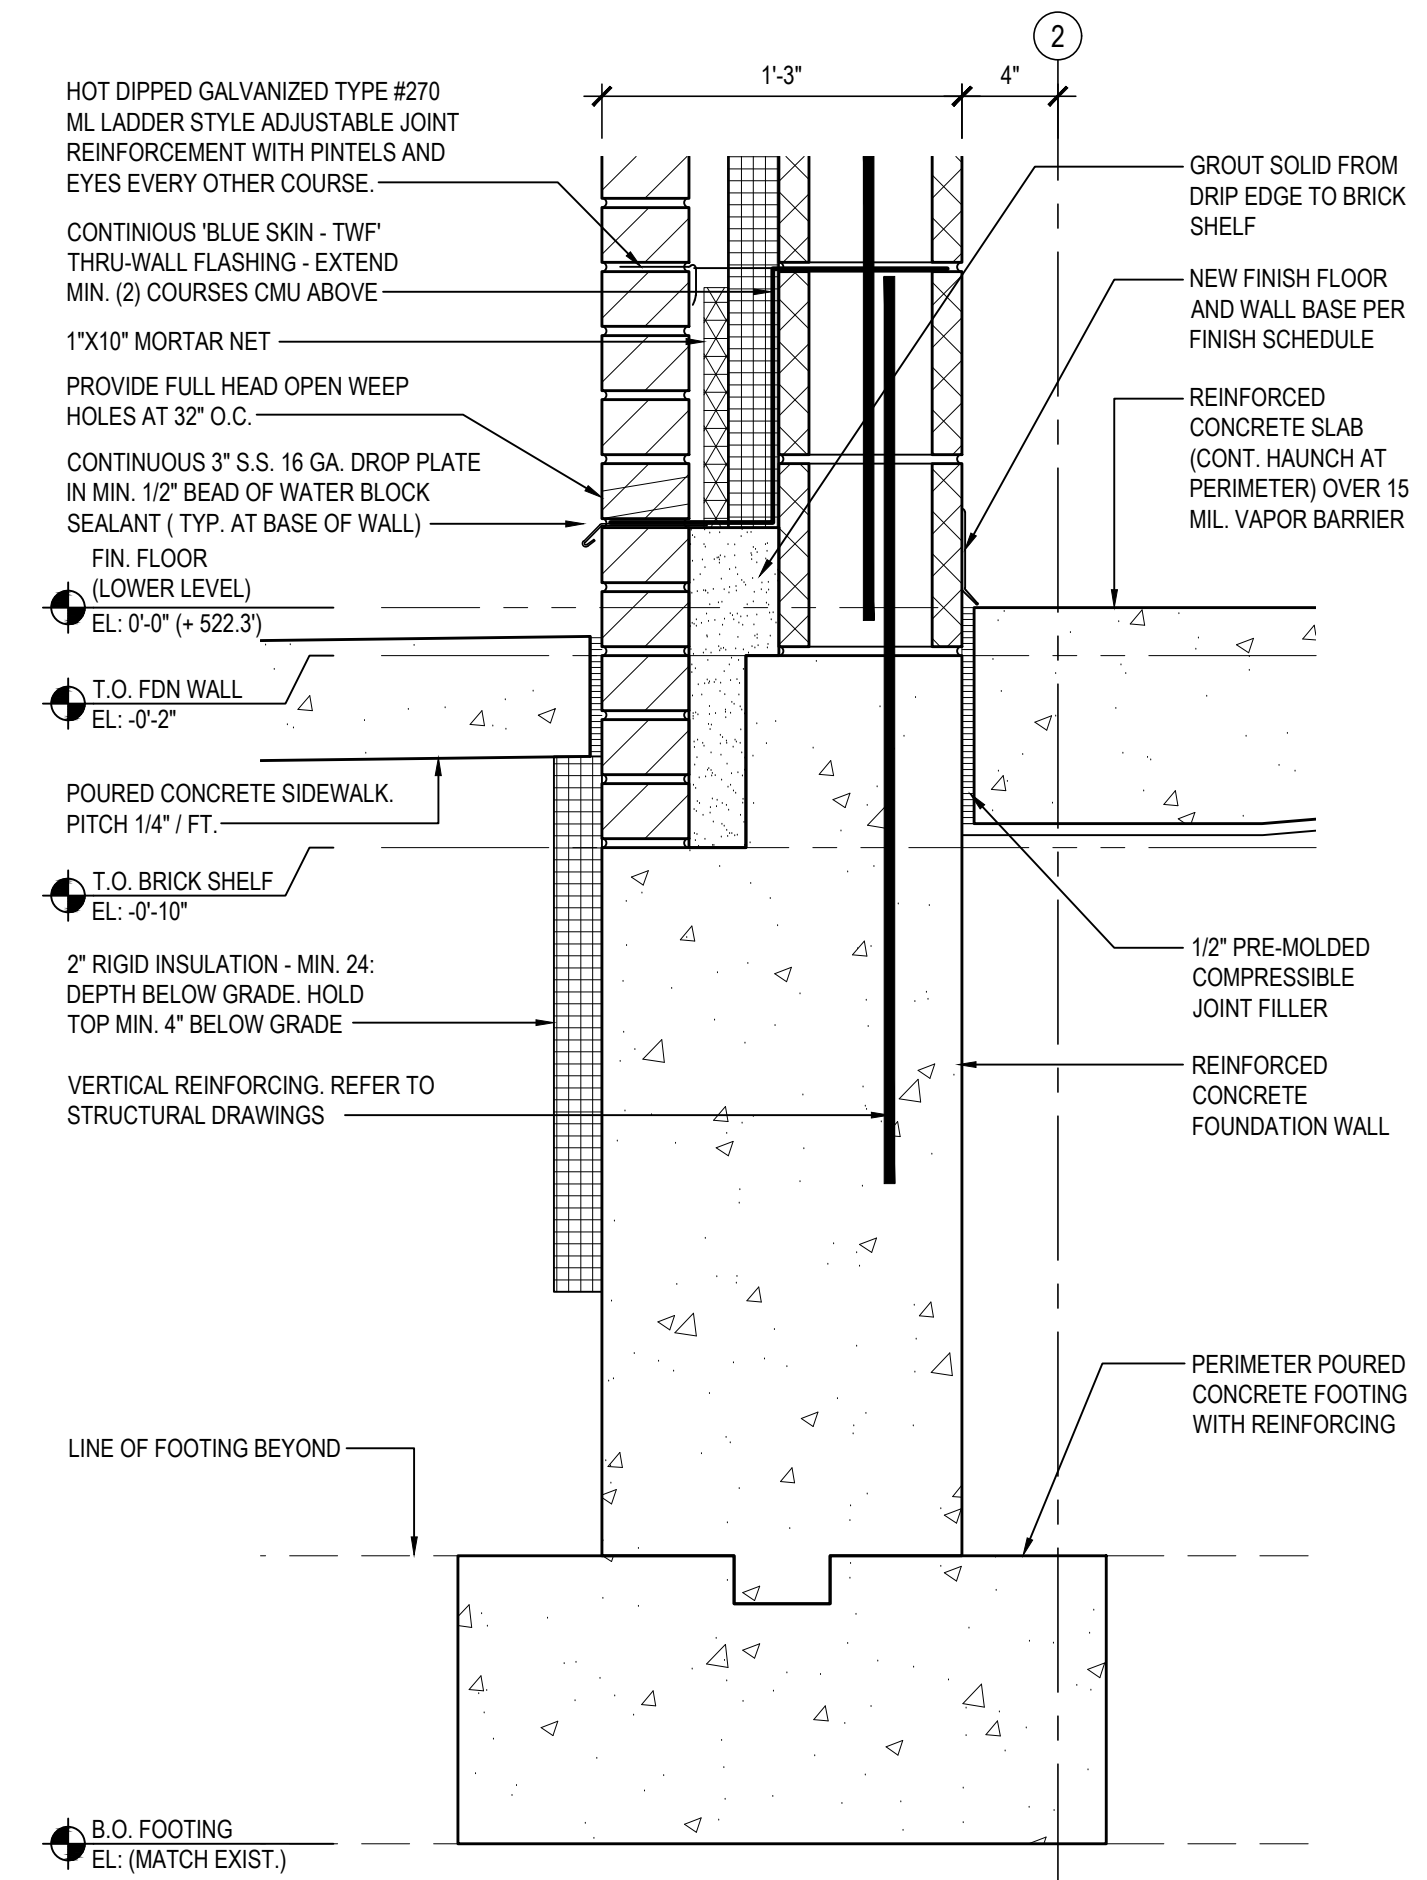 2
1'-3"
4"
HOT DIPPED GALVANIZED TYPE #270
ML LADDER STYLE ADJUSTABLE JOINT
REINFORCEMENT WITH PINTELS AND
EYES EVERY OTHER COURSE.
CONTINIOUS 'BLUE SKIN - TWF'
THRU-WALL FLASHING - EXTEND
MIN. (2) COURSES CMU ABOVE
1"X10" MORTAR NET
PROVIDE FULL HEAD OPEN WEEP
HOLES AT 32" O.C.
CONTINUOUS 3" S.S. 16 GA. DROP PLATE
IN MIN. 1/2" BEAD OF WATER BLOCK
SEALANT ( TYP. AT BASE OF WALL)
FIN. FLOOR
(LOWER LEVEL)
EL: 0'-0" (+ 522.3')
T.O. FDN WALL
EL: -0'-2"
POURED CONCRETE SIDEWALK.
PITCH 1/4" / FT.
T.O. BRICK SHELF
EL: -0'-10"
2" RIGID INSULATION - MIN. 24:
DEPTH BELOW GRADE. HOLD
TOP MIN. 4" BELOW GRADE
VERTICAL REINFORCING. REFER TO
STRUCTURAL DRAWINGS
LINE OF FOOTING BEYOND
B.O. FOOTING
EL: (MATCH EXIST.)
GROUT SOLID FROM
DRIP EDGE TO BRICK
SHELF
NEW FINISH FLOOR
AND WALL BASE PER
FINISH SCHEDULE
REINFORCED
CONCRETE SLAB
(CONT. HAUNCH AT
PERIMETER) OVER 15
MIL. VAPOR BARRIER
1/2" PRE-MOLDED
COMPRESSIBLE
JOINT FILLER
REINFORCED
CONCRETE
FOUNDATION WALL
PERIMETER POURED
CONCRETE FOOTING
WITH REINFORCING